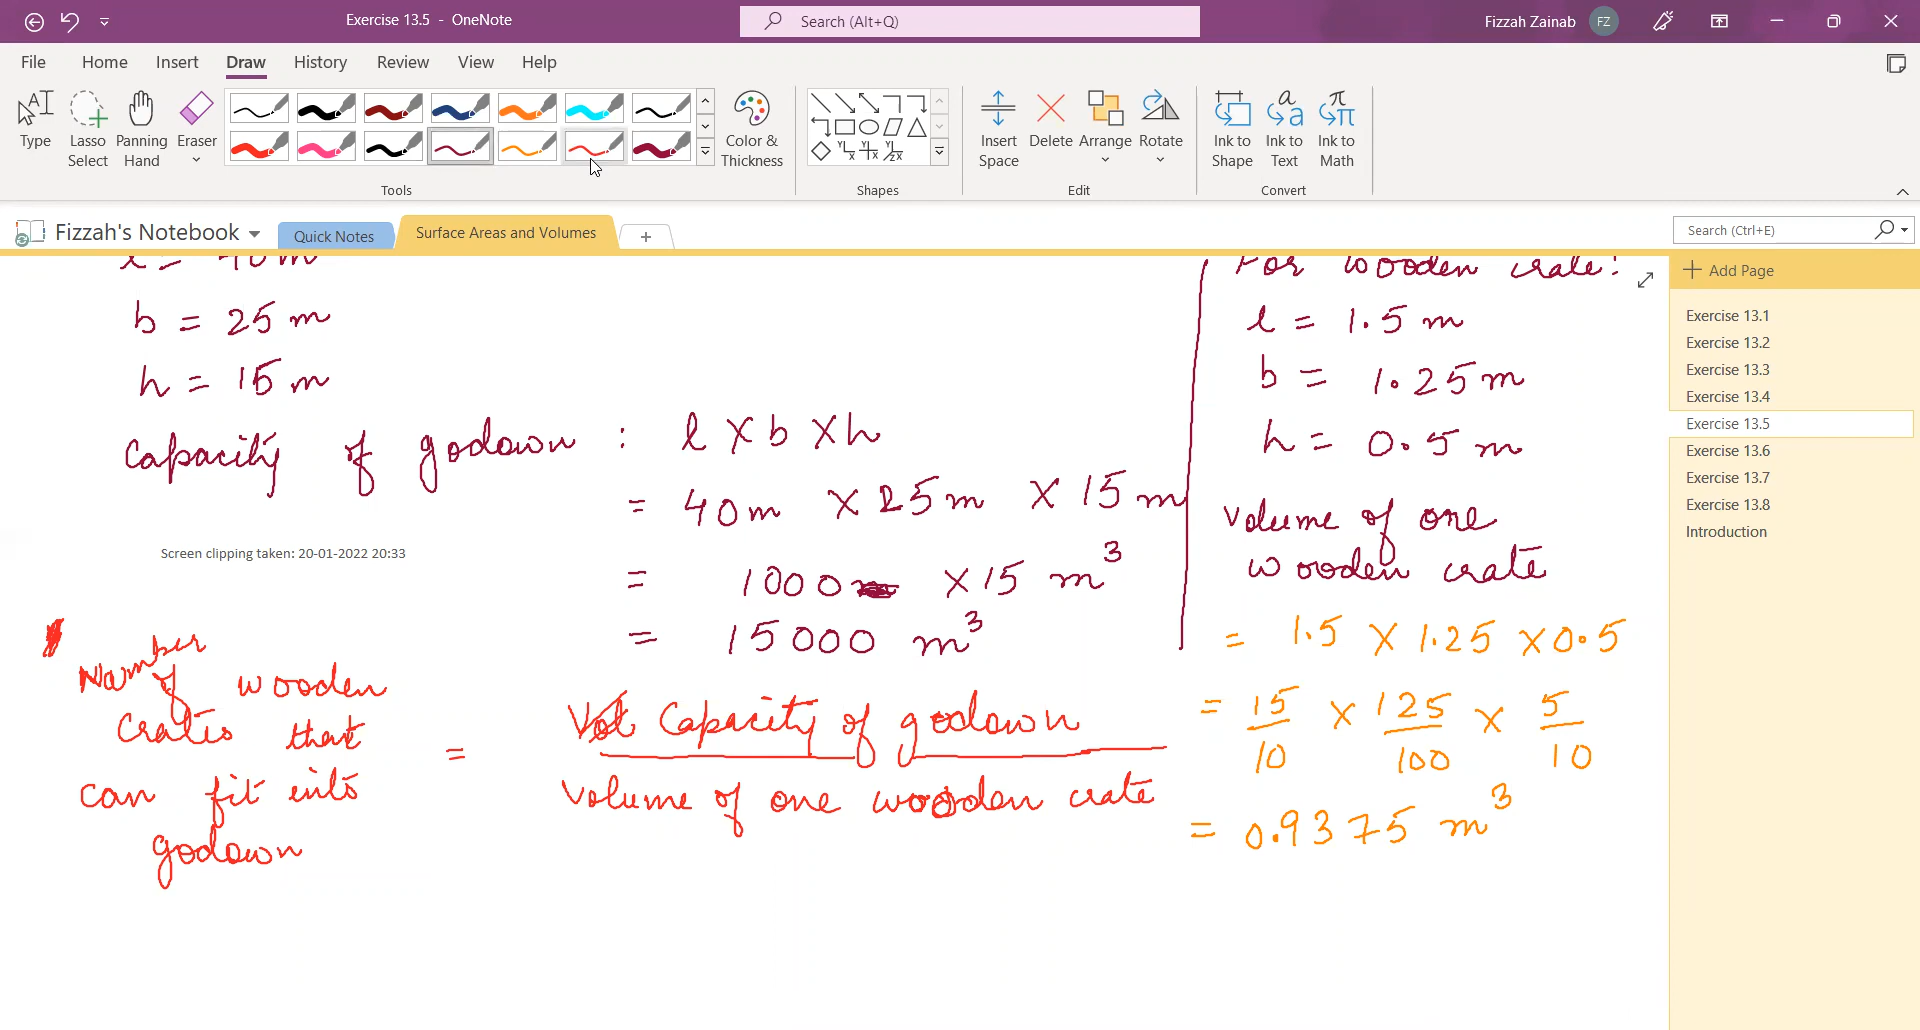 Exercise 13.5 - OneNote
Search (Alt+Q)
Fizzah Zainab FZ
File Home Insert Draw History Review View Help
Type
Lasso Select
Panning Hand
Eraser
Color & Thickness
Insert Space
Delete
Arrange
Rotate
Ink to Shape
Ink to Text
Ink to Math
Tools
Shapes
Edit
Convert
Fizzah's Notebook
Quick Notes
Surface Areas and Volumes
Search (Ctrl+E)
Add Page
Exercise 13.1
Exercise 13.2
Exercise 13.3
Exercise 13.4
Exercise 13.5
Exercise 13.6
Exercise 13.7
Exercise 13.8
Introduction
l = 40 m
b = 25 m
h = 15 m
Capacity of godown : l X b X h
= 40 m X 25 m X 15 m
= 1000 X 15 m³
= 15000 m³
Screen clipping taken: 20-01-2022 20:33
For wooden crate:
l = 1.5 m
b = 1.25 m
h = 0.5 m
Volume of one
wooden crate
= 1.5 X 1.25 X 0.5
= 15/10 X 125/100 X 5/10
= 0.9375 m³
Number
of wooden
crates that
can fit into
godown
=
Capacity of godown
Volume of one wooden crate